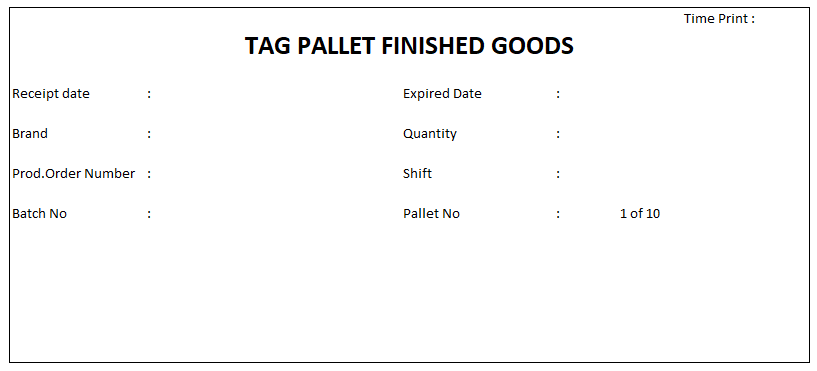 Time Print :
TAG PALLET FINISHED GOODS
Receipt date : Expired Date :
Brand : Quantity :
Prod.Order Number : Shift :
Batch No : Pallet No : 1 of 10